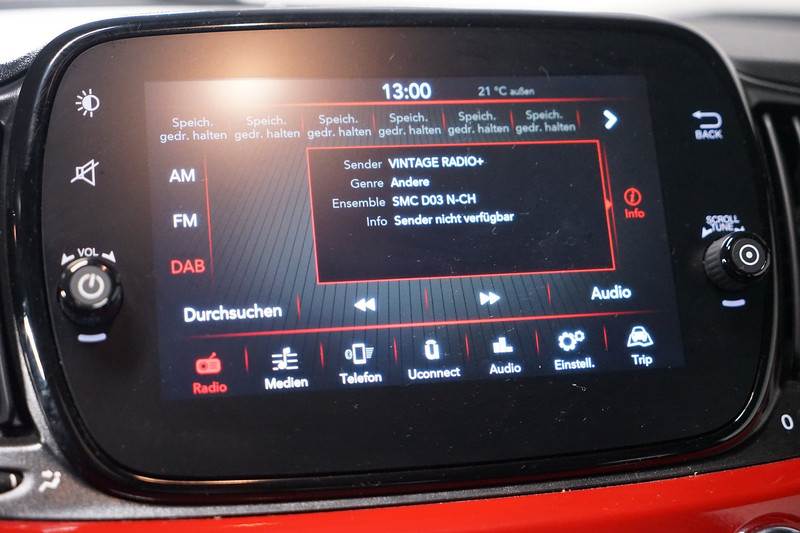 13:00 21 °C außen
Speich. Speich. Speich. Speich. Speich. Speich.
gedr. halten gedr. halten gedr. halten gedr. halten gedr. halten gedr. halten
BACK
AM
FM
DAB
Sender VINTAGE RADIO+
Genre Andere
Ensemble SMC D03 N-CH
Info Sender nicht verfügbar
Info
VOL
SCROLL
TUNE
Durchsuchen
Audio
Radio Medien Telefon Uconnect Audio Einstell. Trip
0